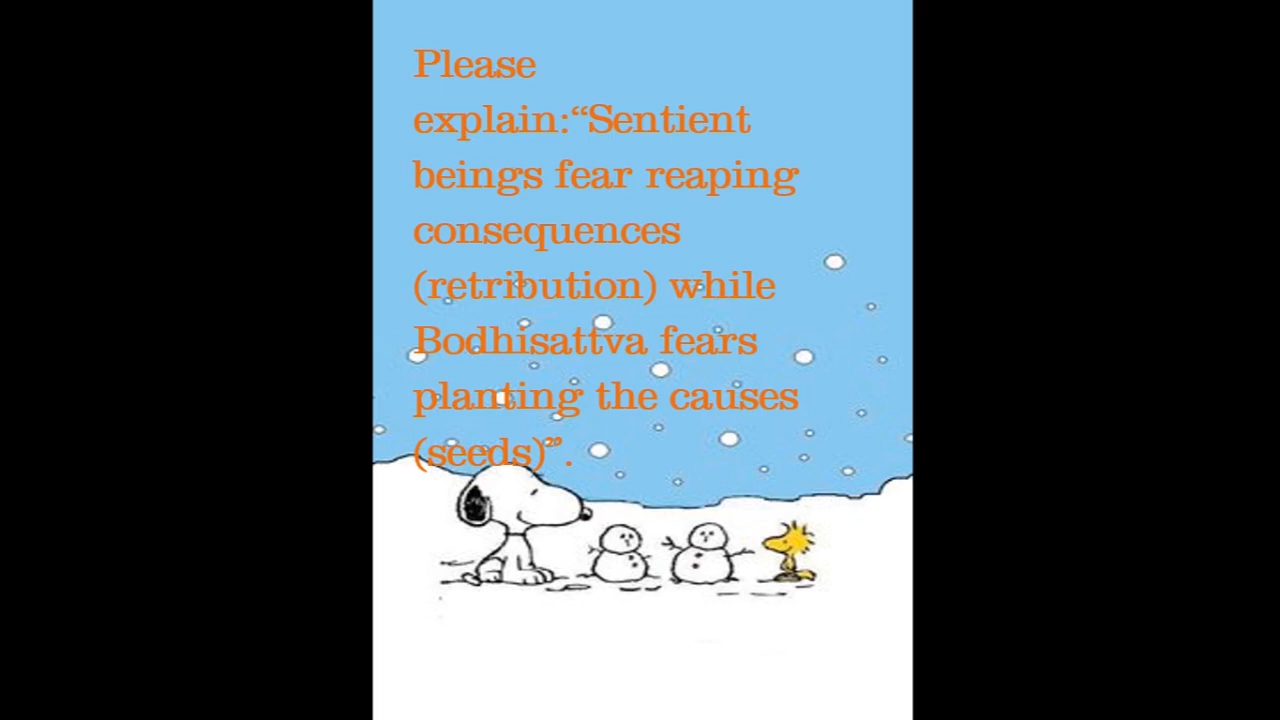 Please
explain:“Sentient
beings fear reaping
consequences
(retribution) while
Bodhisattva fears
planting the causes
(seeds)”.